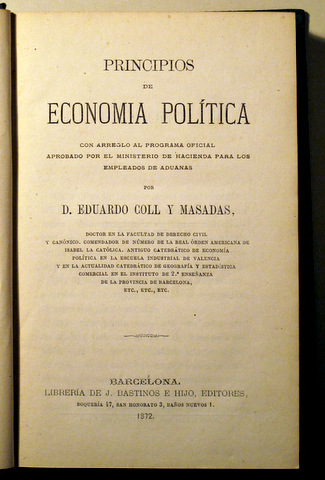 PRINCIPIOS
DE
ECONOMIA POLÍTICA
CON ARREGLO AL PROGRAMA OFICIAL
APROBADO POR EL MINISTERIO DE HACIENDA PARA LOS
EMPLEADOS DE ADUANAS
POR
D. EDUARDO COLL Y MASADAS,
DOCTOR EN LA FACULTAD DE DERECHO CIVIL
Y CANÓNICO. COMENDADOR DE NÚMERO DE LA REAL ÓRDEN AMERICANA DE
ISABEL LA CATÓLICA. ANTIGUO CATEDRÁTICO DE ECONOMÍA
POLÍTICA EN LA ESCUELA INDUSTRIAL DE VALENCIA
Y EN LA ACTUALIDAD CATEDRÁTICO DE GEOGRAFÍA Y ESTADÍSTICA
COMERCIAL EN EL INSTITUTO DE 2.ª ENSEÑANZA
DE LA PROVINCIA DE BARCELONA,
ETC., ETC., ETC.
BARCELONA.
LIBRERÍA DE J. BASTINOS E HIJO, EDITORES,
BOQUERÍA 47, SAN HONORATO 3, BAÑOS NUEVOS 1.
1872.